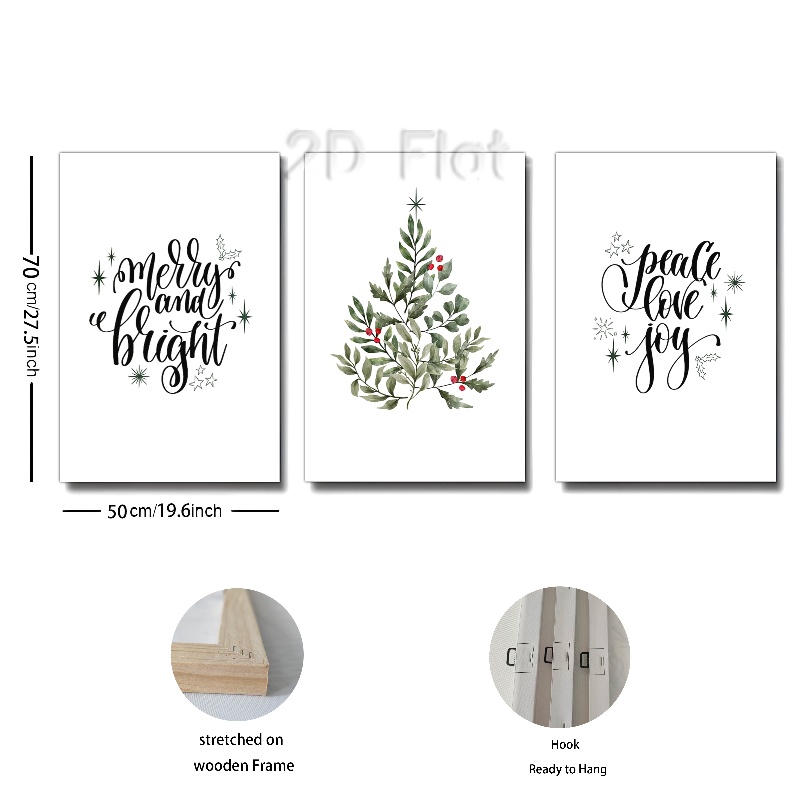 2D Flat
merry
and
bright
peace
love
joy
70cm/27.5inch
50cm/19.6inch
stretched on
wooden Frame
Hook
Ready to Hang